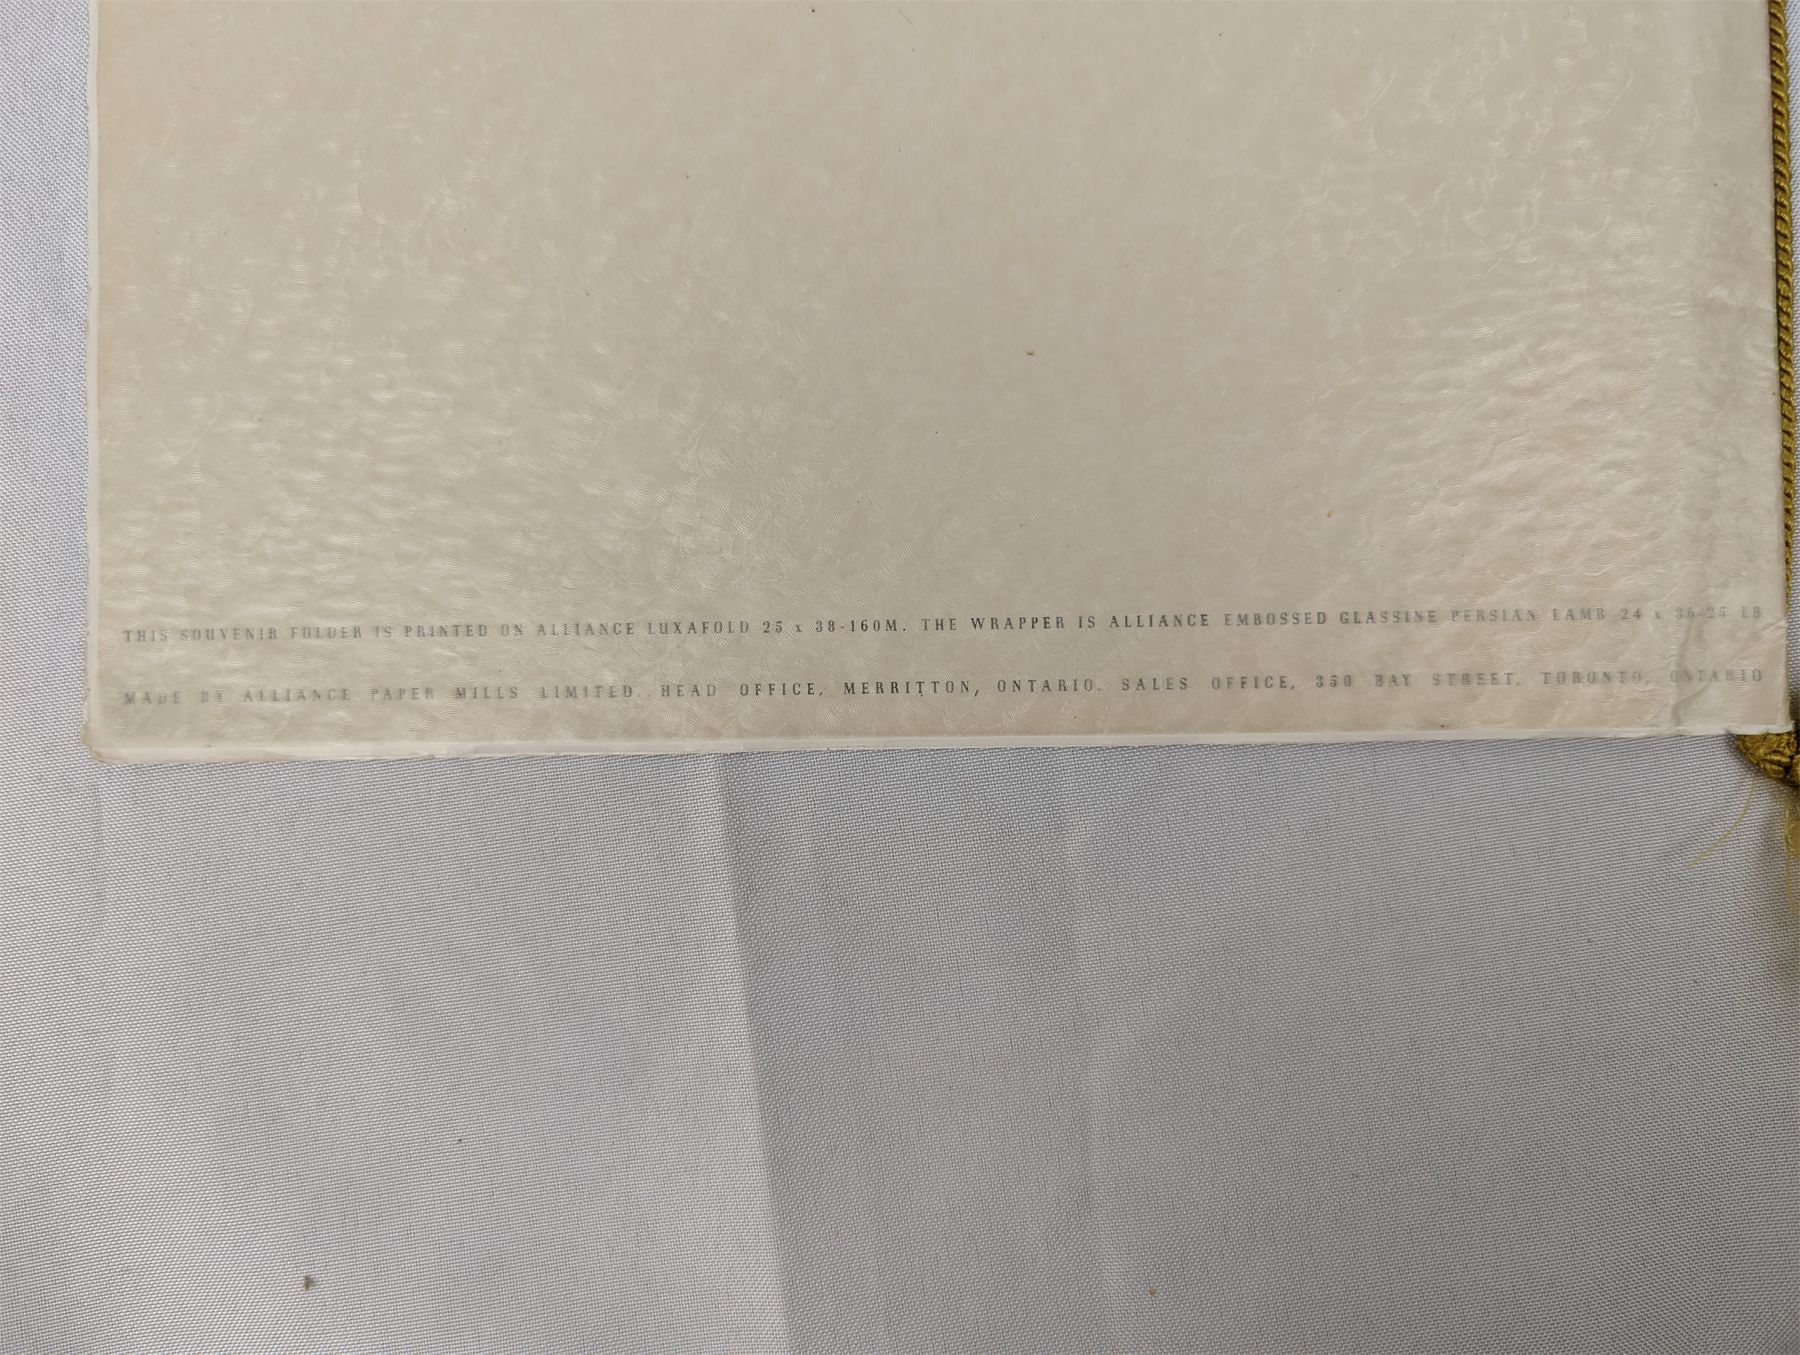 THIS SOUVENIR FOLDER IS PRINTED ON ALLIANCE LUXAFOLD 25 x 38-160M. THE WRAPPER IS ALLIANCE EMBOSSED GLASSINE PERSIAN LAMB 24 x 36-25 LB
MADE BY ALLIANCE PAPER MILLS LIMITED. HEAD OFFICE, MERRITTON, ONTARIO. SALES OFFICE, 350 BAY STREET, TORONTO, ONTARIO